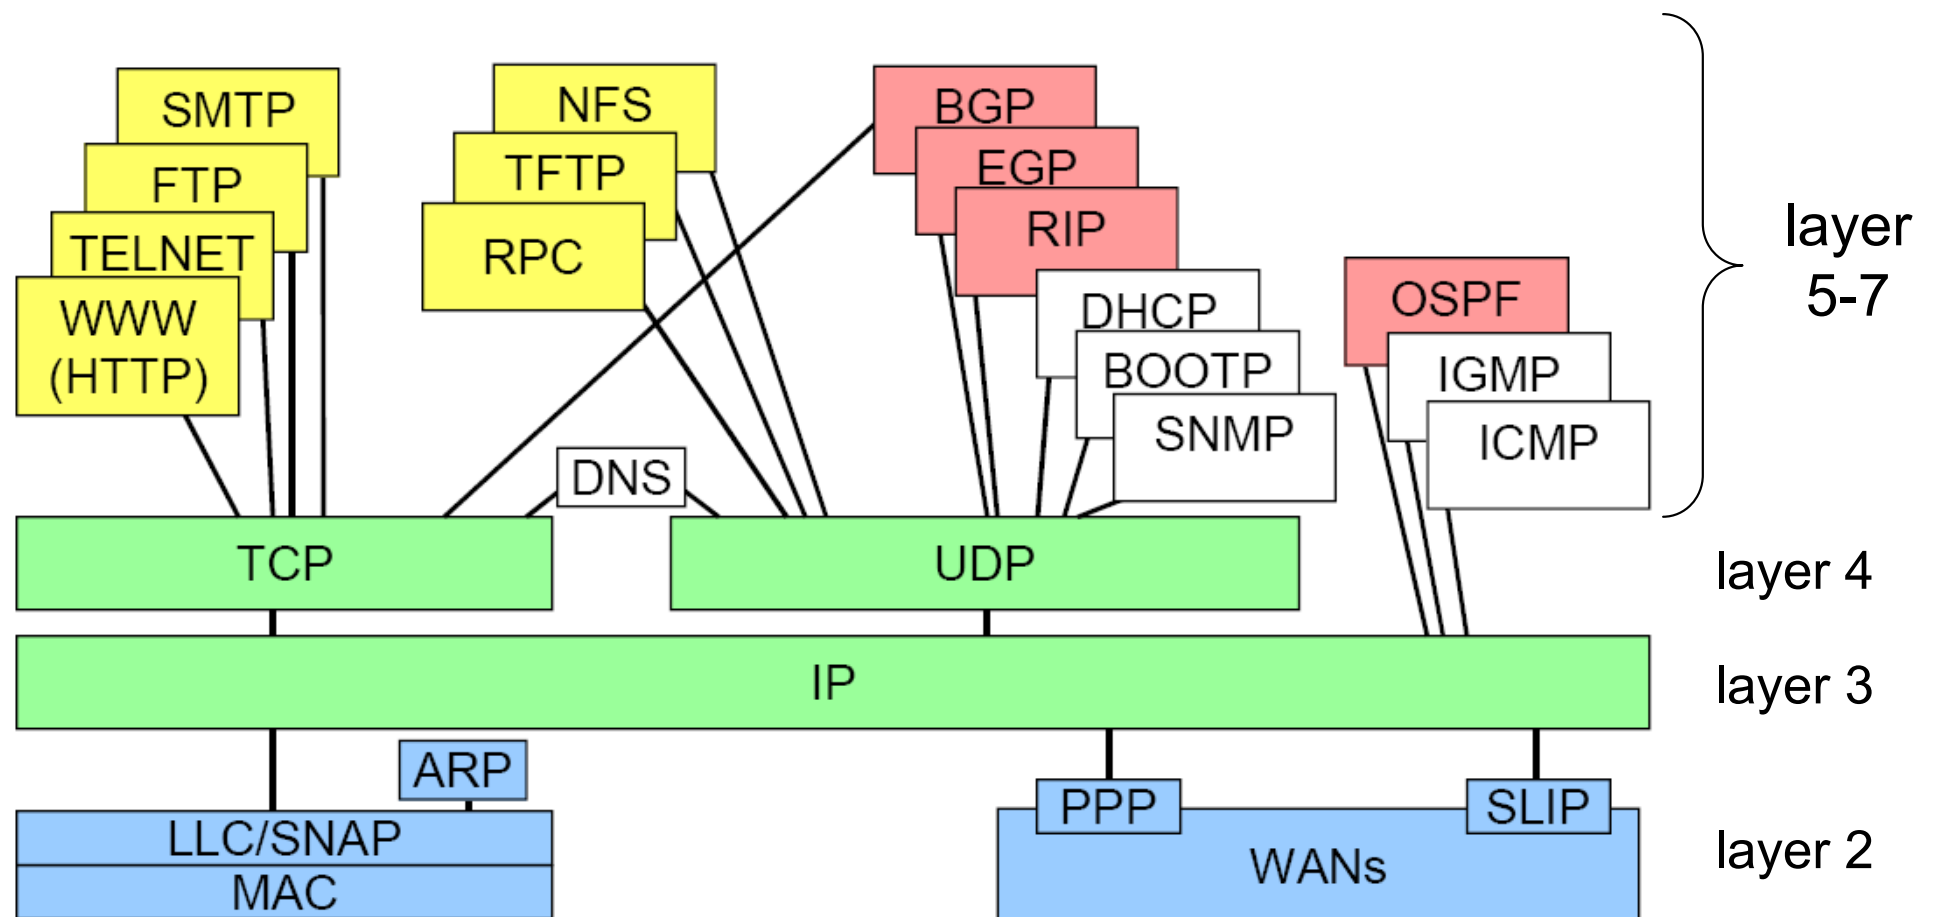 SMTP
FTP
TELNET
WWW
(HTTP)
NFS
TFTP
RPC
BGP
EGP
RIP
DHCP
BOOTP
SNMP
OSPF
IGMP
ICMP
layer
5-7
DNS
TCP
UDP
layer 4
IP
layer 3
ARP
LLC/SNAP
MAC
PPP
SLIP
WANs
layer 2